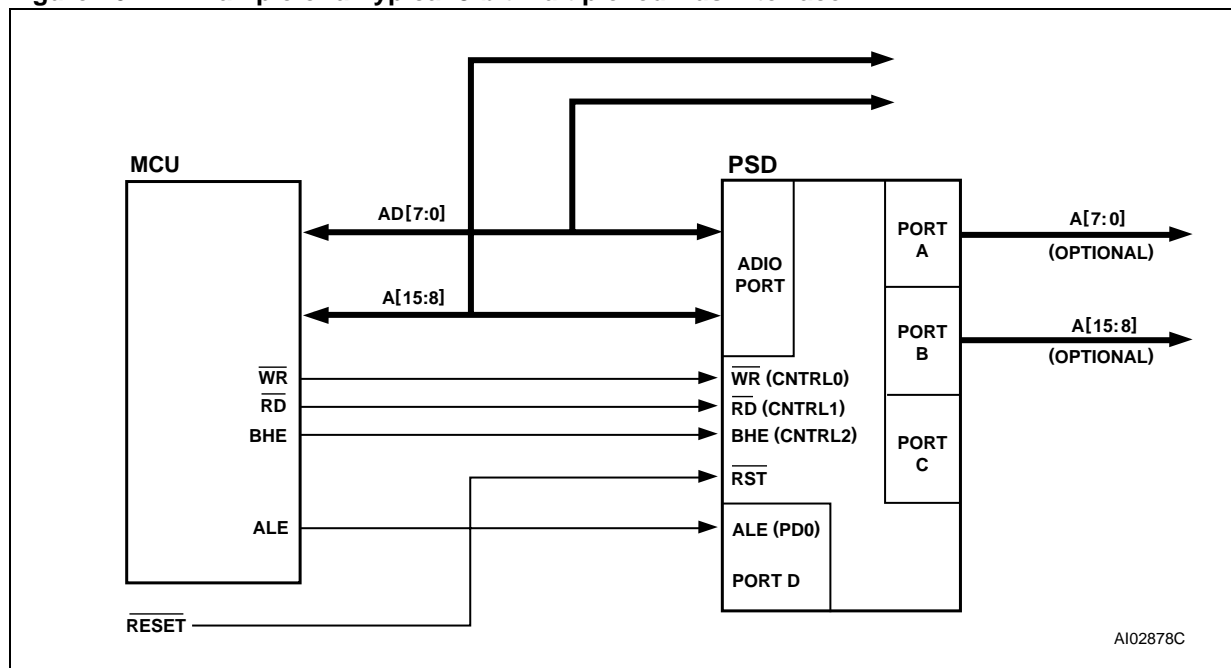 MCU
PSD
AD[7:0]
A[15:8]
WR
RD
BHE
ALE
RESET
ADIO
PORT
WR (CNTRL0)
RD (CNTRL1)
BHE (CNTRL2)
RST
ALE (PD0)
PORT D
PORT
A
PORT
B
PORT
C
A[7:0]
(OPTIONAL)
A[15:8]
(OPTIONAL)
AI02878C